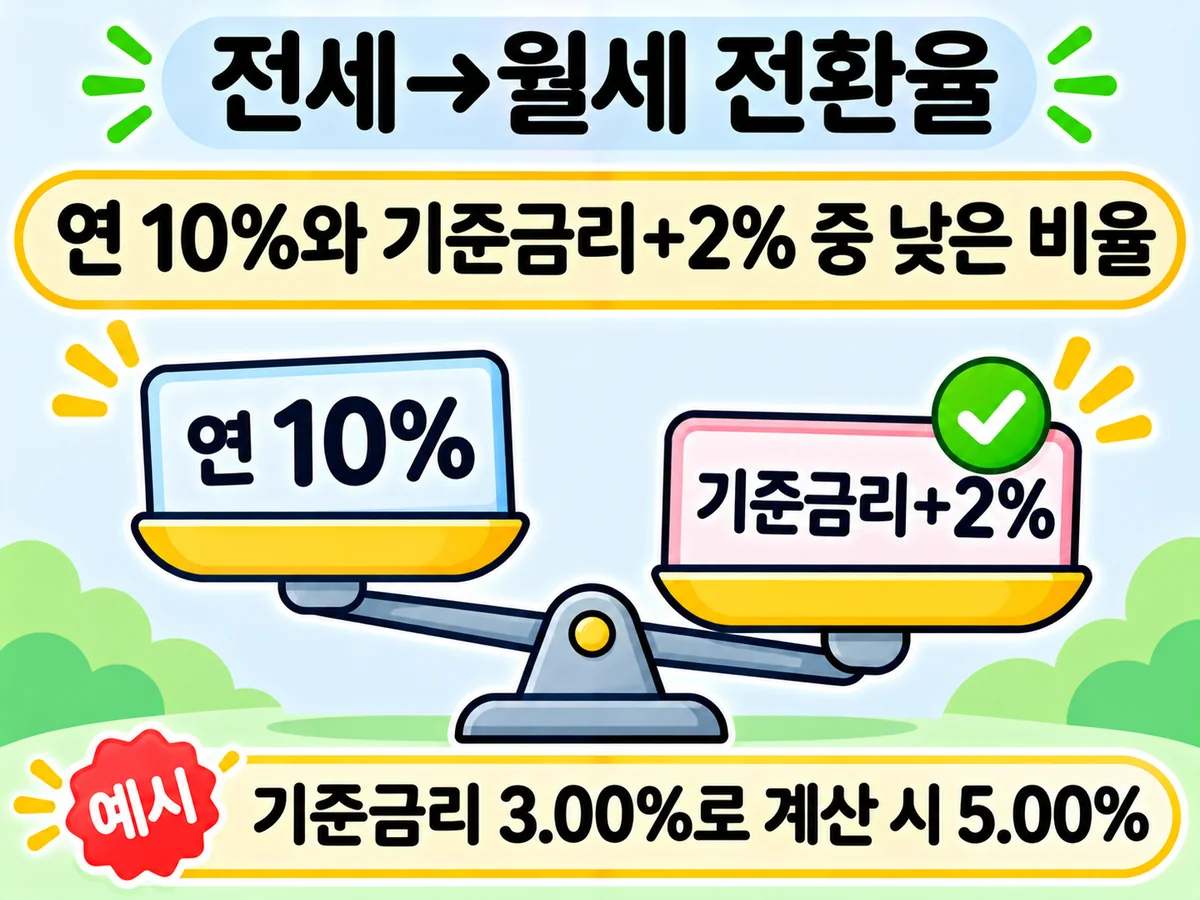 전세→월세 전환율
연 10%와 기준금리+2% 중 낮은 비율
연 10%
기준금리+2%
예시
기준금리 3.00%로 계산 시 5.00%